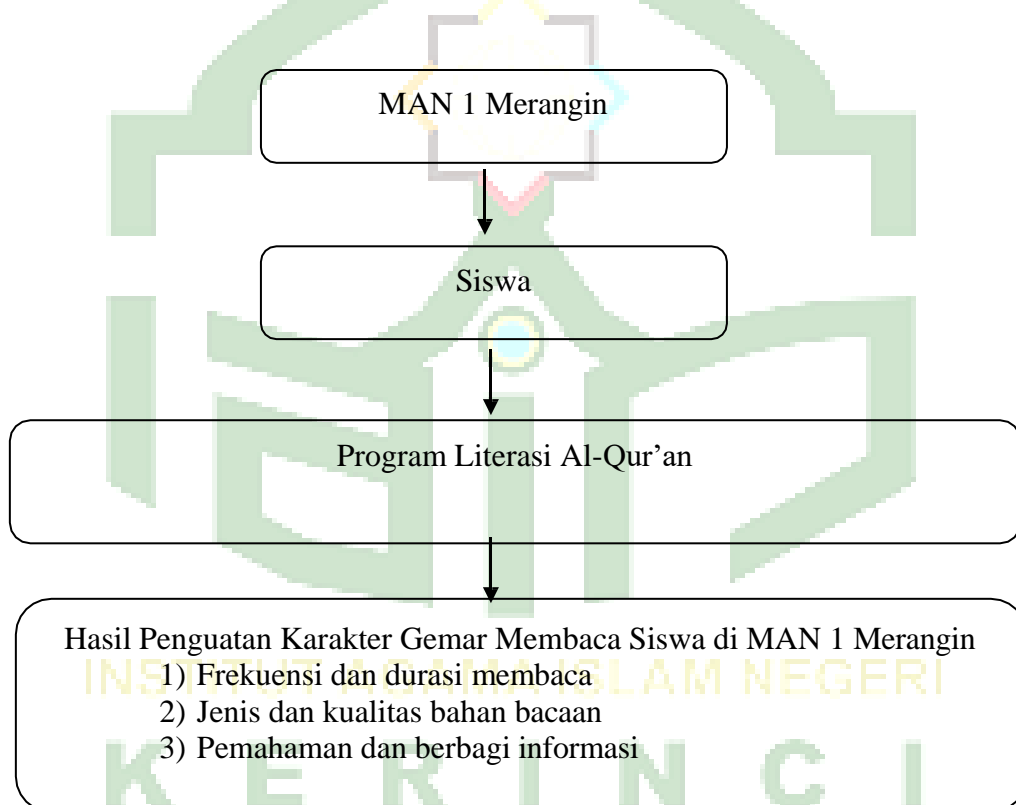 MAN 1 Merangin
Siswa
Program Literasi Al-Qur’an
Hasil Penguatan Karakter Gemar Membaca Siswa di MAN 1 Merangin
1) Frekuensi dan durasi membaca
2) Jenis dan kualitas bahan bacaan
3) Pemahaman dan berbagi informasi
INSTITUT AGAMA ISLAM NEGERI
KERINCI